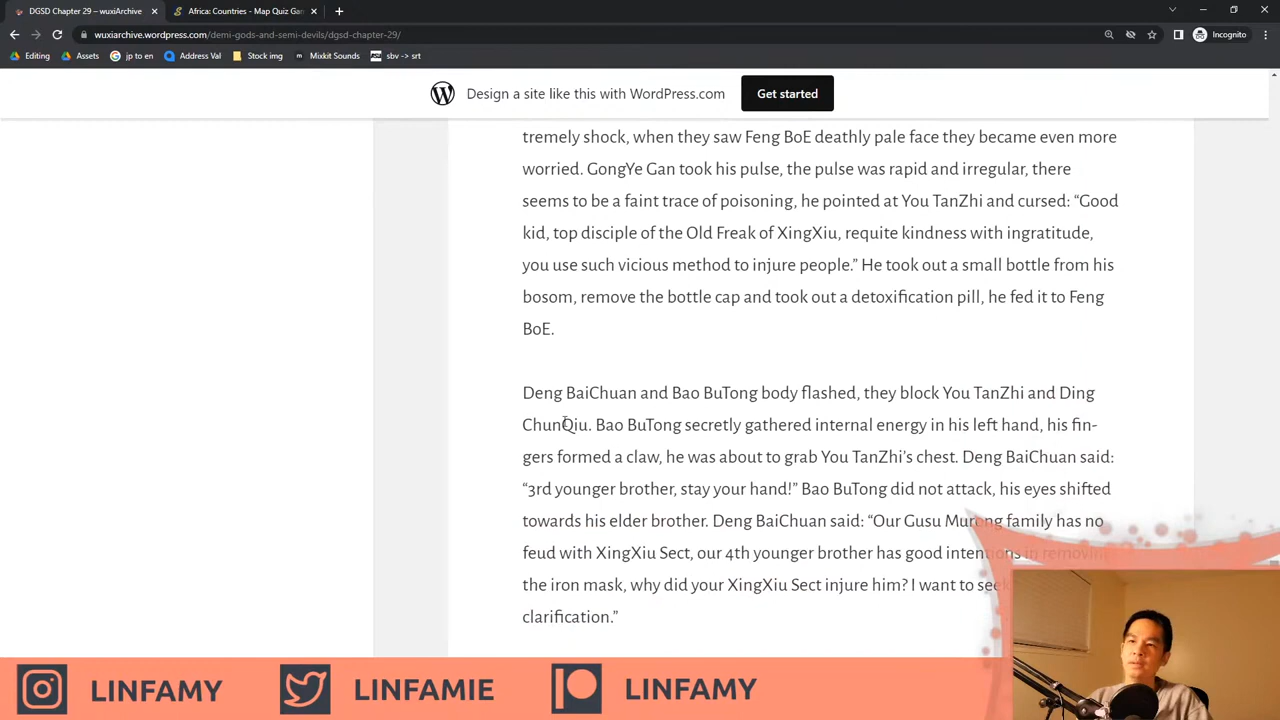 DGSD Chapter 29 – wuxiArchive
Africa: Countries - Map Quiz Gam
Incognito
wuxiarchive.wordpress.com/demi-gods-and-semi-devils/dgsd-chapter-29/
Editing
Assets
jp to en
Address Val
Stock img
Mixkit Sounds
sbv -> srt
Design a site like this with WordPress.com
Get started
tremely shock, when they saw Feng BoE deathly pale face they became even more
worried. GongYe Gan took his pulse, the pulse was rapid and irregular, there
seems to be a faint trace of poisoning, he pointed at You TanZhi and cursed: “Good
kid, top disciple of the Old Freak of XingXiu, requite kindness with ingratitude,
you use such vicious method to injure people.” He took out a small bottle from his
bosom, remove the bottle cap and took out a detoxification pill, he fed it to Feng
BoE.
Deng BaiChuan and Bao BuTong body flashed, they block You TanZhi and Ding
ChunQiu. Bao BuTong secretly gathered internal energy in his left hand, his fin-
gers formed a claw, he was about to grab You TanZhi’s chest. Deng BaiChuan said:
“3rd younger brother, stay your hand!” Bao BuTong did not attack, his eyes shifted
towards his elder brother. Deng BaiChuan said: “Our Gusu Murong family has no
feud with XingXiu Sect, our 4th younger brother has good intentions in removing
the iron mask, why did your XingXiu Sect injure him? I want to seek
clarification.”
LINFAMY
LINFAMIE
LINFAMY